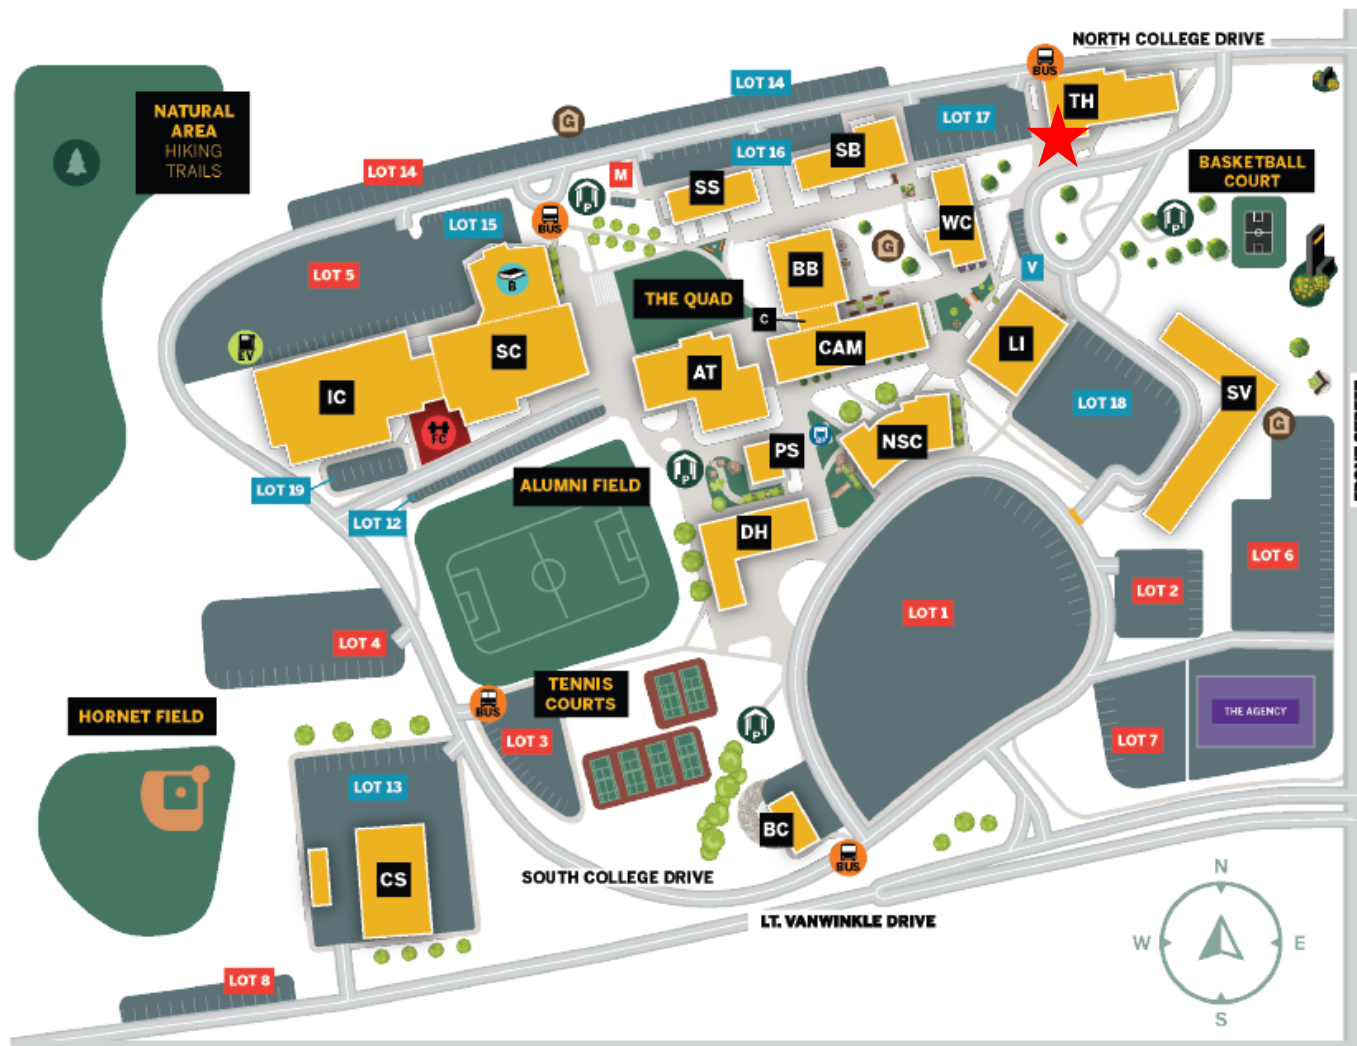 NORTH COLLEGE DRIVE
BUS
TH
LOT 14
LOT 17
NATURAL
AREA
HIKING
TRAILS
G
SB
LOT 16
LOT 14
M
SS
P
BASKETBALL
COURT
LOT 15
BUS
WC
P
G
LOT 5
B
BB
V
THE QUAD
C
EV
SC
CAM
LI
AT
IC
SV
LOT 18
G
FC
NSC
PS
P
LOT 19
ALUMNI FIELD
LOT 12
DH
LOT 6
LOT 2
LOT 1
LOT 4
TENNIS
COURTS
BUS
HORNET FIELD
THE AGENCY
P
LOT 3
LOT 7
LOT 13
BC
BUS
CS
SOUTH COLLEGE DRIVE
LT. VANWINKLE DRIVE
N
W
E
S
LOT 8